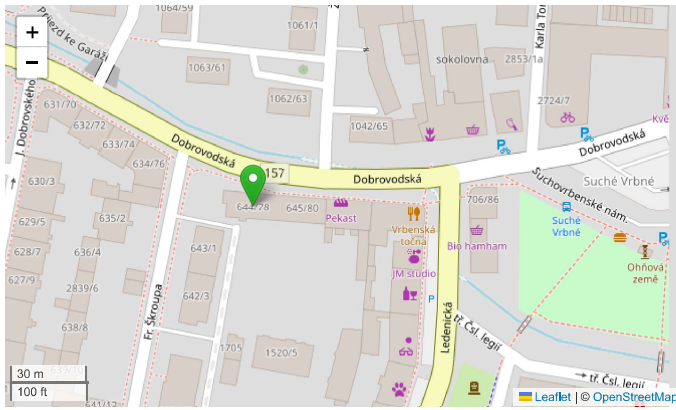 +
−
1064/59
1061/1
Příjezd ke Garáži
sokolovna
2853/1a
1063/61
1062/63
2724/7
631/70
1042/65
632/72
J. Dobrovského
Dobrovodská
633/74
634/76
Dobrovodská
157
Dobrovodská
Suché Vrbné
630/3
Suchovrbenské nám.
706/86
644/78
645/80
Pekast
635/2
629/5
Vrbenská
točna
Suché
Vrbné
Bio hamham
643/1
628/7
636/4
JM studio
Ohňová
země
627/9
2839/6
642/3
P
Fr. Škroupa
Ledenická
638/8
tř. Čsl. legií
1705
1520/5
tř. Čsl. legií
30 m
100 ft
641/12
Leaflet | © OpenStreetMap